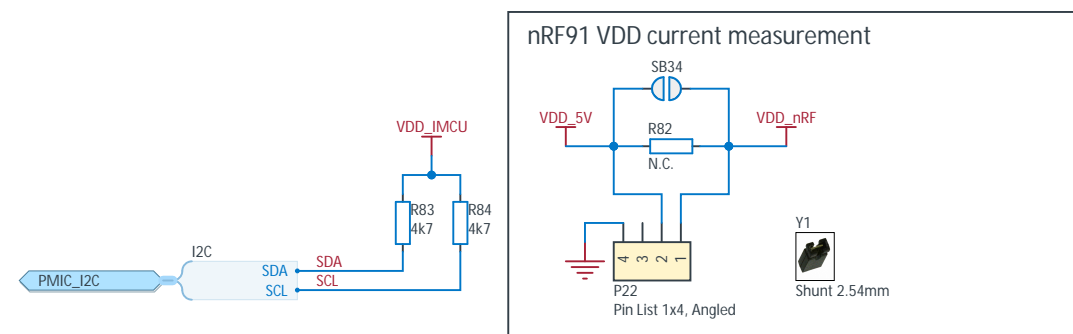 nRF91 VDD current measurement
SB34
VDD_5V
R82
VDD_nRF
N.C.
VDD_IMCU
R83
4k7
R84
4k7
Y1
I2C
PMIC_I2C
SDA
SDA
SCL
SCL
4
3
2
1
P22
Pin List 1x4, Angled
Shunt 2.54mm